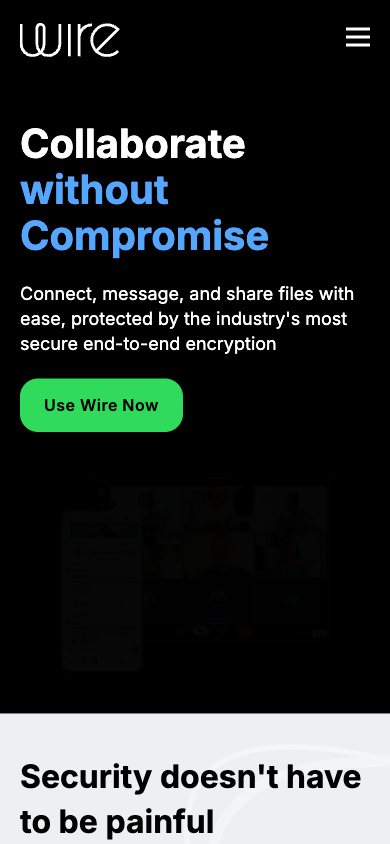 wire
Collaborate
without
Compromise
Connect, message, and share files with
ease, protected by the industry's most
secure end-to-end encryption
Use Wire Now
Security doesn't have
to be painful